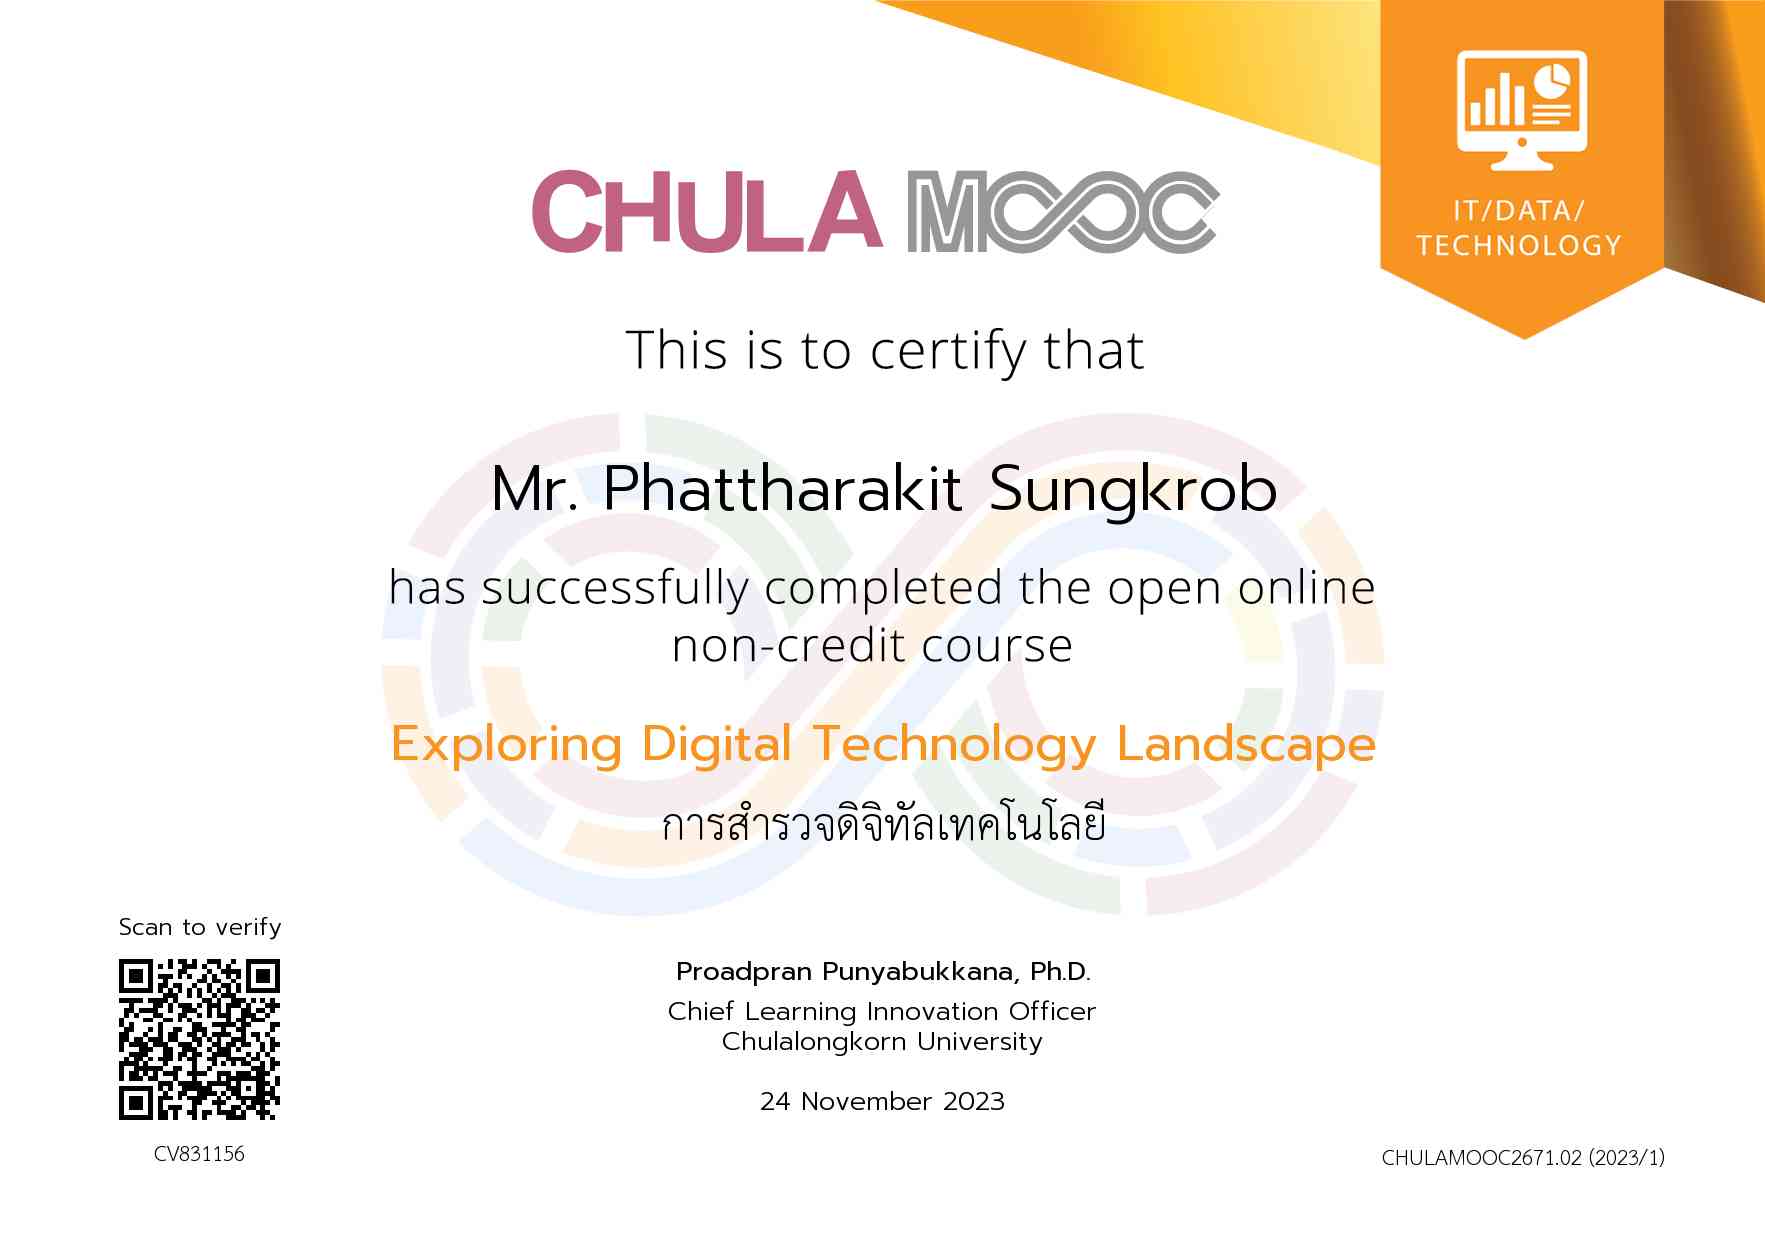 CHULA MOOC
IT/DATA/
TECHNOLOGY
This is to certify that
Mr. Phattharakit Sungkrob
has successfully completed the open online
non-credit course
Exploring Digital Technology Landscape
การสำรวจดิจิทัลเทคโนโลยี
Scan to verify
CV831156
Proadpran Punyabukkana, Ph.D.
Chief Learning Innovation Officer
Chulalongkorn University
24 November 2023
CHULAMOOC2671.02 (2023/1)